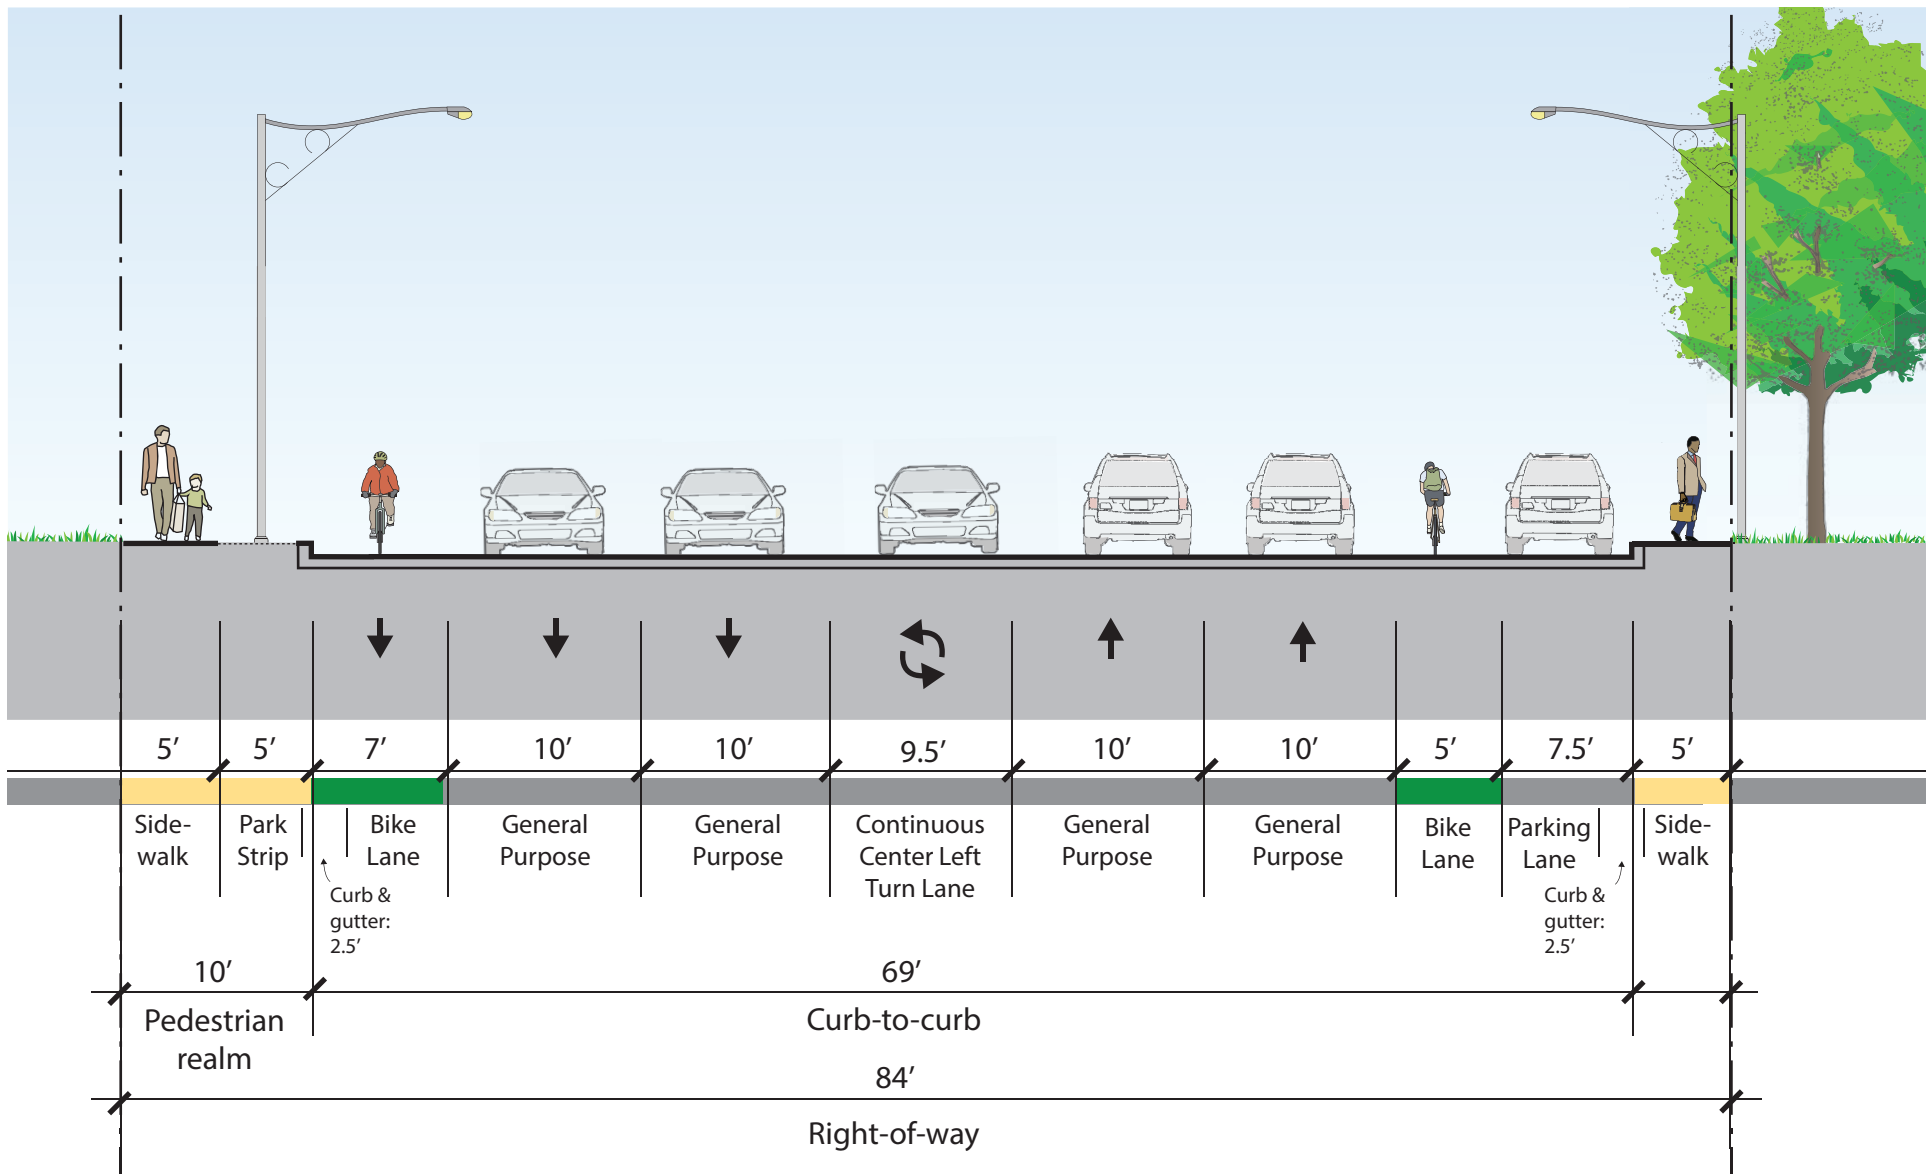 5′ 5′ 7′ 10′ 10′ 9.5′ 10′ 10′ 5′ 7.5′ 5′
Side-
walk
Park
Strip
Bike
Lane
General
Purpose
General
Purpose
Continuous
Center Left
Turn Lane
General
Purpose
General
Purpose
Bike
Lane
Parking
Lane
Side-
walk
Curb &
gutter:
2.5′
Curb &
gutter:
2.5′
10′
69′
Pedestrian
realm
Curb-to-curb
84′
Right-of-way